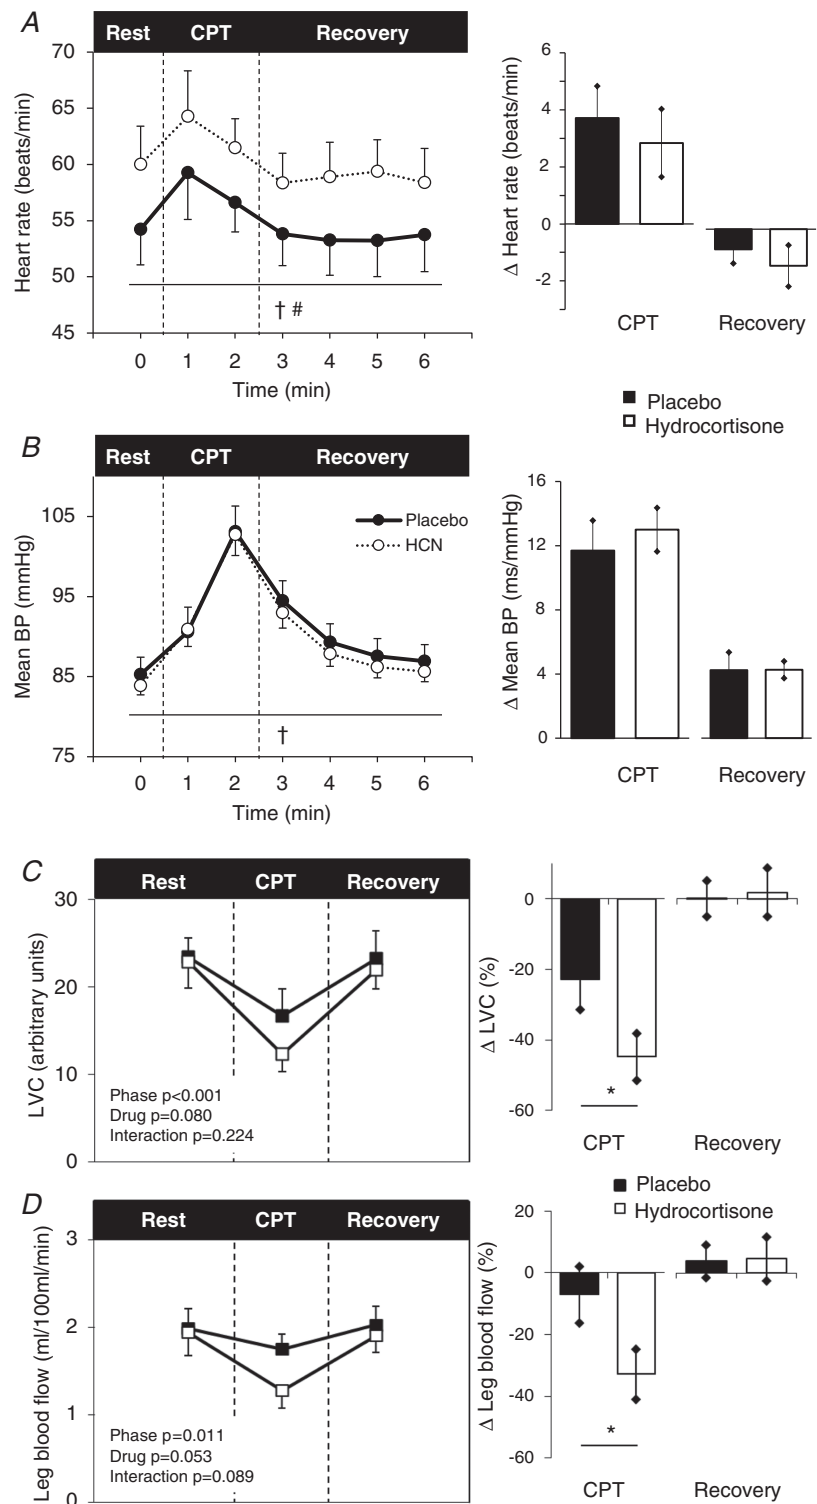 A
Rest CPT Recovery
70
65
60
55
50
45
Heart rate (beats/min)
† #
0 1 2 3 4 5 6
Time (min)
6
4
2
0
-2
Δ Heart rate (beats/min)
CPT Recovery
Placebo
Hydrocortisone
B
Rest CPT Recovery
105
95
85
75
Mean BP (mmHg)
Placebo
HCN
†
0 1 2 3 4 5 6
Time (min)
16
12
8
4
0
Δ Mean BP (ms/mmHg)
CPT Recovery
C
Rest CPT Recovery
30
20
10
0
LVC (arbitrary units)
Phase p<0.001
Drug p=0.080
Interaction p=0.224
0
-20
-40
-60
Δ LVC (%)
*
CPT Recovery
Placebo
Hydrocortisone
D
Rest CPT Recovery
3
2
1
0
Leg blood flow (ml/100ml/min)
Phase p=0.011
Drug p=0.053
Interaction p=0.089
20
0
-20
-40
-60
Δ Leg blood flow (%)
*
CPT Recovery